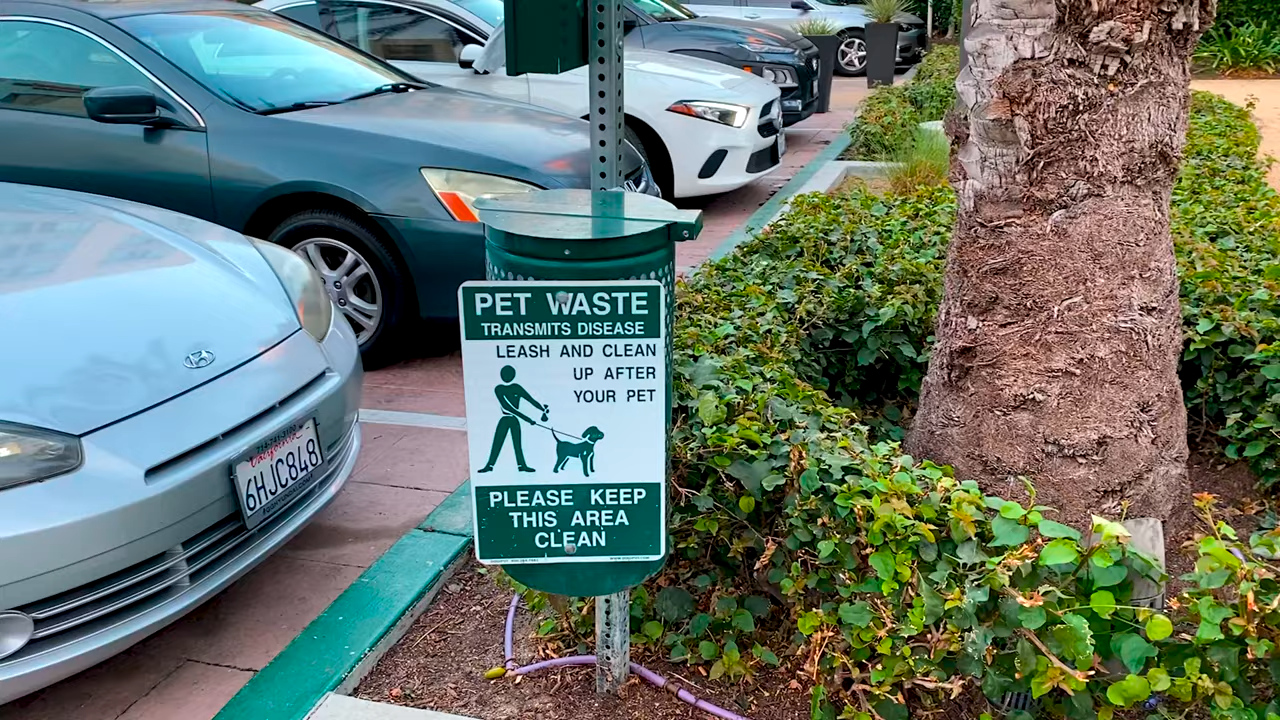 PET WASTE
TRANSMITS DISEASE
LEASH AND CLEAN
UP AFTER
YOUR PET
PLEASE KEEP
THIS AREA
CLEAN
California
6HJC848